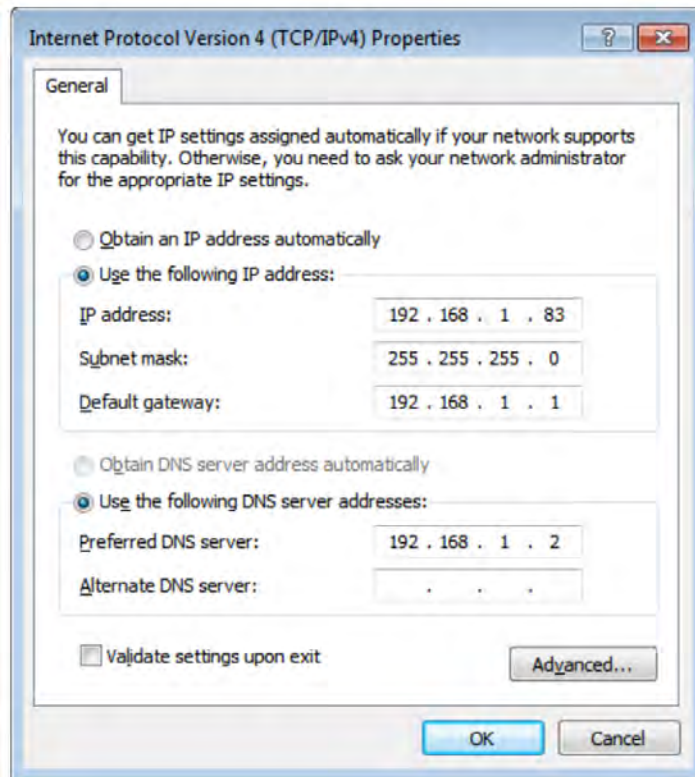 Internet Protocol Version 4 (TCP/IPv4) Properties
General
You can get IP settings assigned automatically if your network supports
this capability. Otherwise, you need to ask your network administrator
for the appropriate IP settings.
Obtain an IP address automatically
Use the following IP address:
IP address: 192 . 168 . 1 . 83
Subnet mask: 255 . 255 . 255 . 0
Default gateway: 192 . 168 . 1 . 1
Obtain DNS server address automatically
Use the following DNS server addresses:
Preferred DNS server: 192 . 168 . 1 . 2
Alternate DNS server: . . .
Validate settings upon exit
Advanced...
OK Cancel